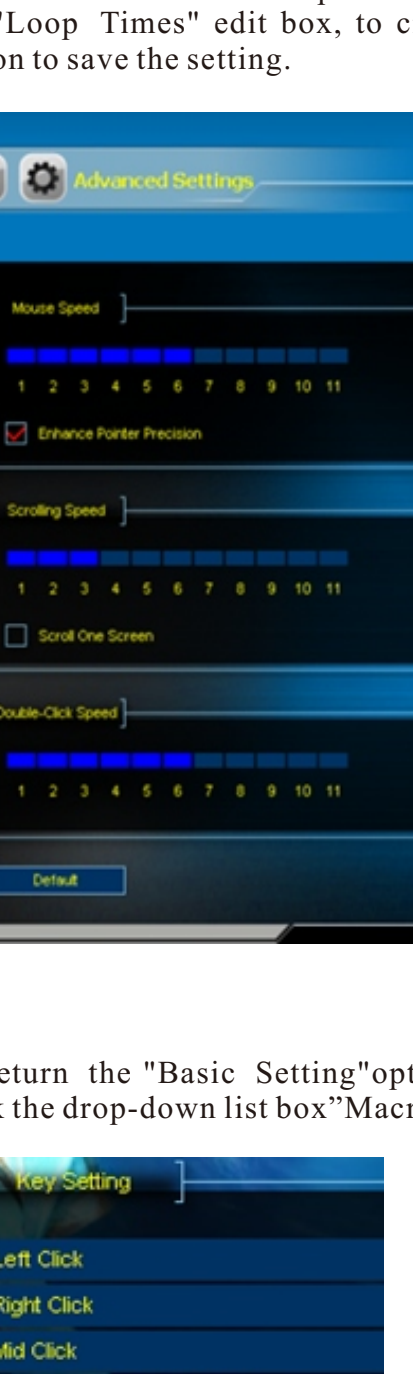 "Loop Times" edit box, to c
on to save the setting.
Advanced Settings
Mouse Speed
1 2 3 4 5 6 7 8 9 10 11
Enhance Pointer Precision
Scrolling Speed
1 2 3 4 5 6 7 8 9 10 11
Scroll One Screen
Double-Click Speed
1 2 3 4 5 6 7 8 9 10 11
Default
eturn the "Basic Setting"opt
k the drop-down list box”Macr
Key Setting
Left Click
Right Click
Mid Click